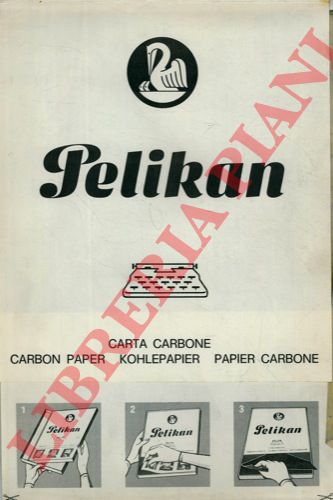 Pelikan
CARTA CARBONE
CARBON PAPER KOHLEPAPIER PAPIER CARBONE
1
2
3
Pelikan
Pelikan
Pelikan
LIBRERIA PIANI